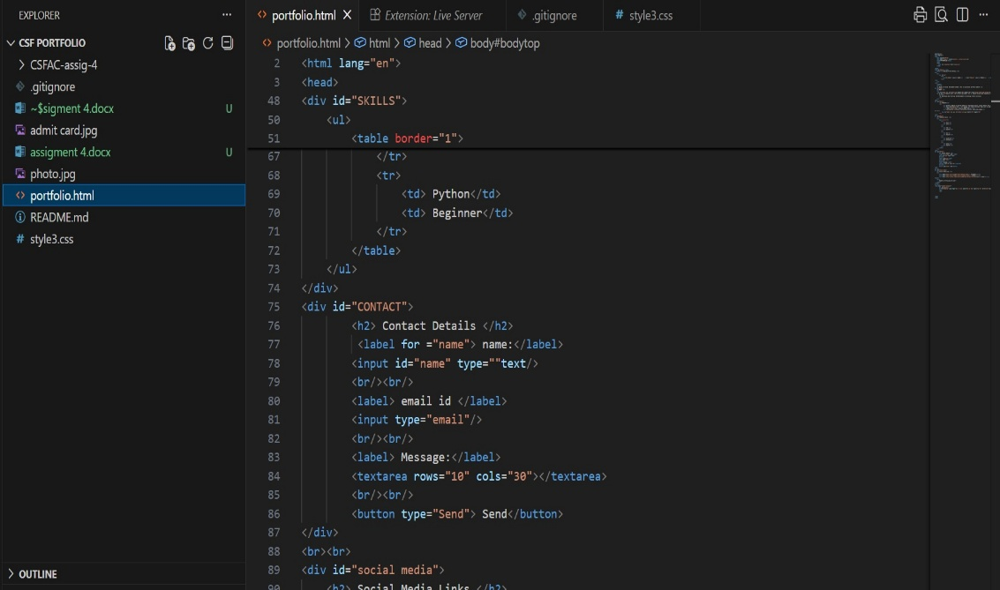 EXPLORER
CSF PORTFOLIO
CSFAC-assig-4
.gitignore
~$sigment 4.docx U
admit card.jpg
assigment 4.docx U
photo.jpg
portfolio.html
README.md
style3.css
OUTLINE
portfolio.html Extension: Live Server .gitignore style3.css
portfolio.html > html > head > body#bodytop
2 <html lang="en">
3 <head>
48 <div id="SKILLS">
50 <ul>
51 <table border="1">
67 </tr>
68 <tr>
69 <td> Python</td>
70 <td> Beginner</td>
71 </tr>
72 </table>
73 </ul>
74 </div>
75 <div id="CONTACT">
76 <h2> Contact Details </h2>
77 <label for ="name"> name:</label>
78 <input id="name" type=""text/>
79 <br/><br/>
80 <label> email id </label>
81 <input type="email"/>
82 <br/><br/>
83 <label> Message:</label>
84 <textarea rows="10" cols="30"></textarea>
85 <br/><br/>
86 <button type="Send"> Send</button>
87 </div>
88 <br><br>
89 <div id="social media">
90 <h2> Social Media Links </h2>